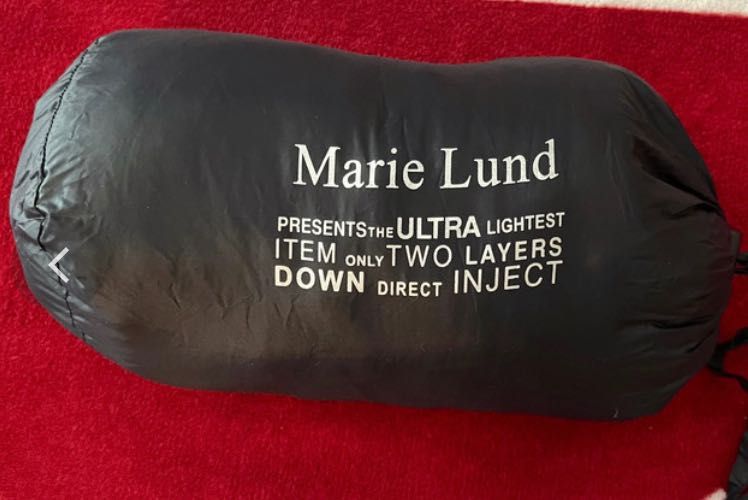 Marie Lund
PRESENTS THE ULTRA LIGHTEST
ITEM ONLY TWO LAYERS
DOWN DIRECT INJECT